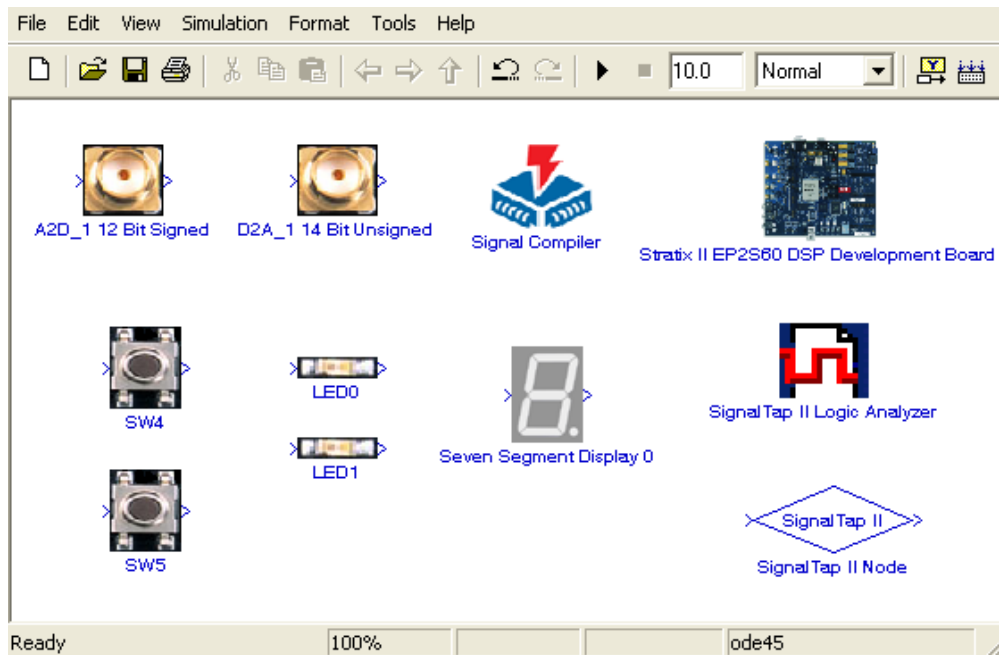 File Edit View Simulation Format Tools Help
10.0 Normal
A2D_1 12 Bit Signed
D2A_1 14 Bit Unsigned
Signal Compiler
Stratix II EP2S60 DSP Development Board
SW4
LED0
LED1
Seven Segment Display 0
SignalTap II Logic Analyzer
SW5
SignalTap II
SignalTap II Node
Ready 100% ode45